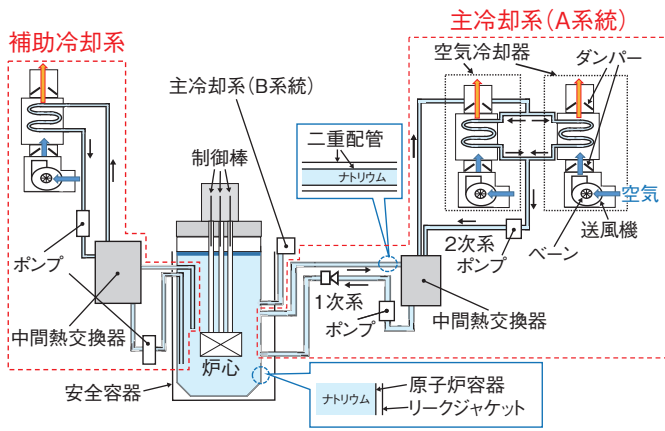 主冷却系(A系統)
補助冷却系
空気冷却器
ダンパー
主冷却系(B系統)
二重配管
ナトリウム
制御棒
空気
送風機
ベーン
2次系
ポンプ
ポンプ
1次系
ポンプ
中間熱交換器
中間熱交換器
炉心
安全容器
ナトリウム
原子炉容器
リークジャケット